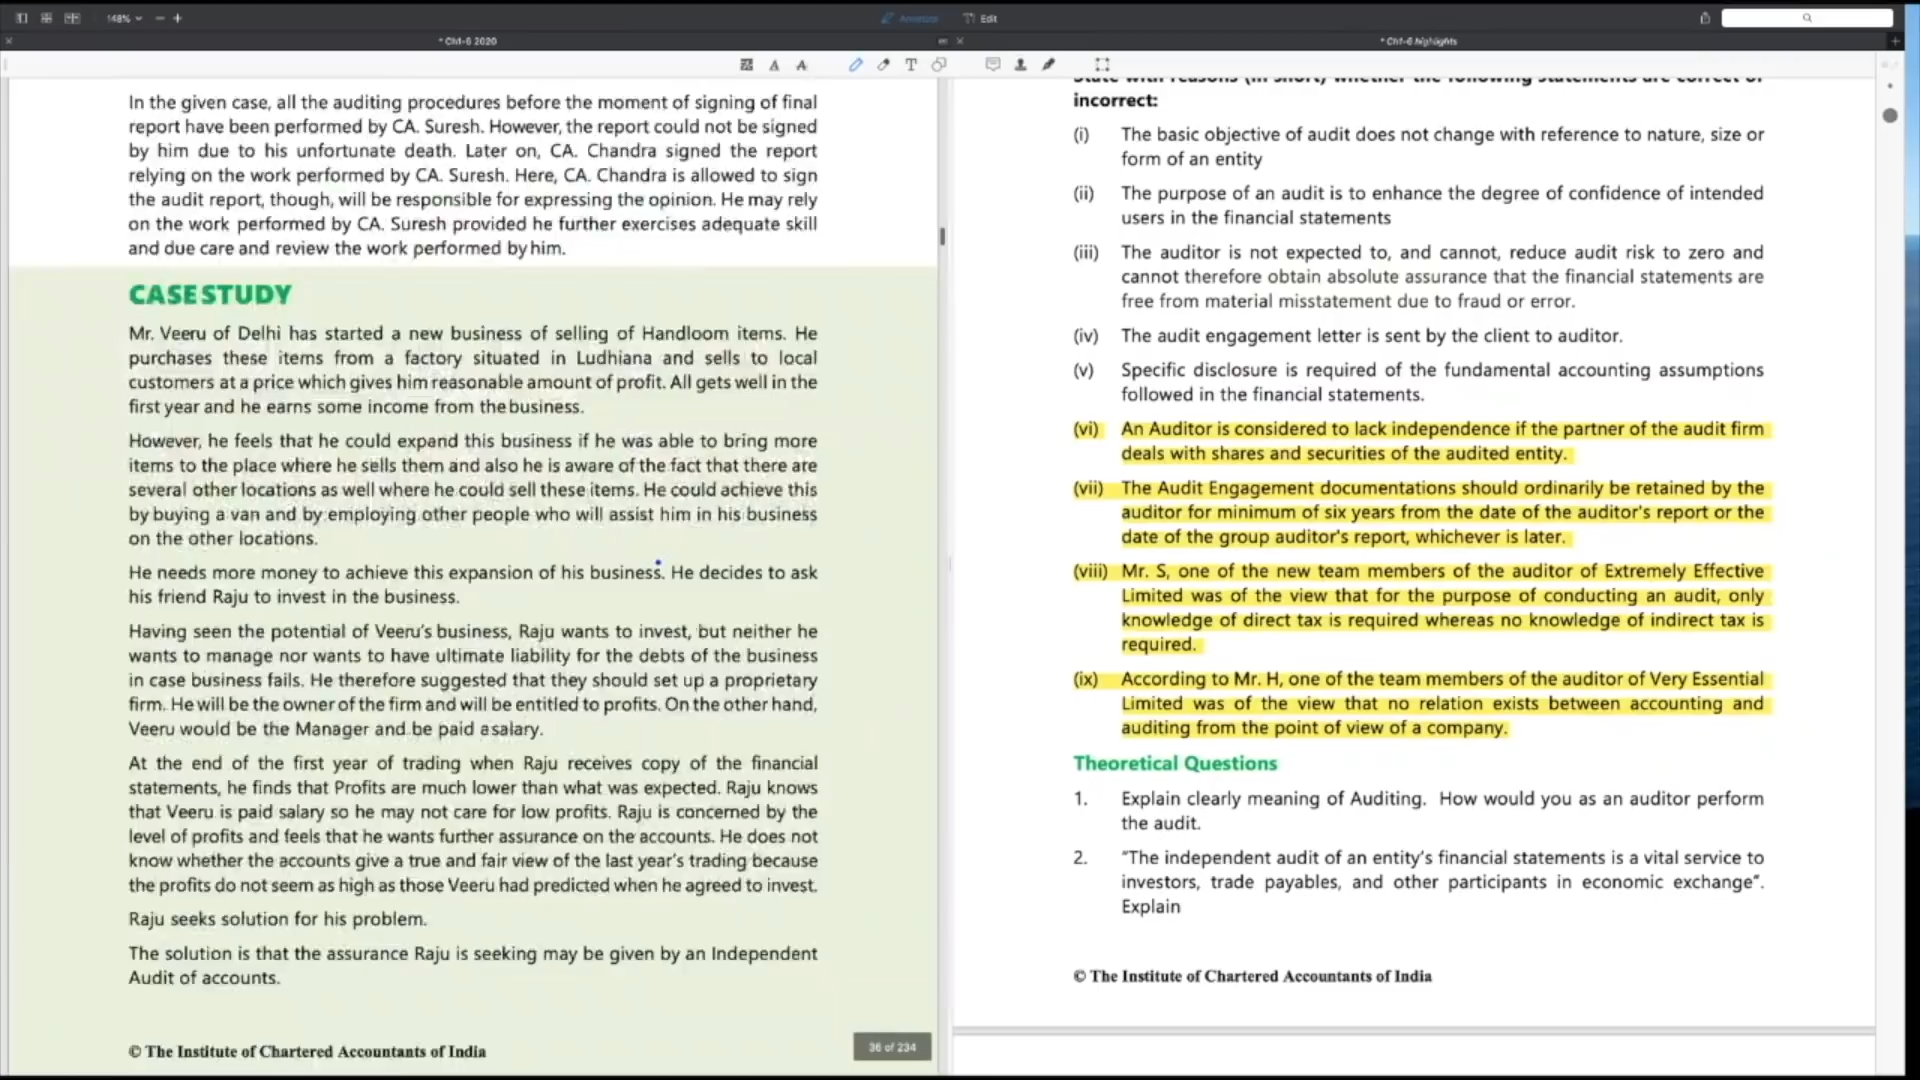 148%
Annotate
Edit
* Ch1-6 2020
* Ch1-6 highlights
In the given case, all the auditing procedures before the moment of signing of final
report have been performed by CA. Suresh. However, the report could not be signed
by him due to his unfortunate death. Later on, CA. Chandra signed the report
relying on the work performed by CA. Suresh. Here, CA. Chandra is allowed to sign
the audit report, though, will be responsible for expressing the opinion. He may rely
on the work performed by CA. Suresh provided he further exercises adequate skill
and due care and review the work performed by him.
CASE STUDY
Mr. Veeru of Delhi has started a new business of selling of Handloom items. He
purchases these items from a factory situated in Ludhiana and sells to local
customers at a price which gives him reasonable amount of profit. All gets well in the
first year and he earns some income from the business.
However, he feels that he could expand this business if he was able to bring more
items to the place where he sells them and also he is aware of the fact that there are
several other locations as well where he could sell these items. He could achieve this
by buying a van and by employing other people who will assist him in his business
on the other locations.
He needs more money to achieve this expansion of his business. He decides to ask
his friend Raju to invest in the business.
Having seen the potential of Veeru's business, Raju wants to invest, but neither he
wants to manage nor wants to have ultimate liability for the debts of the business
in case business fails. He therefore suggested that they should set up a proprietary
firm. He will be the owner of the firm and will be entitled to profits. On the other hand,
Veeru would be the Manager and be paid a salary.
At the end of the first year of trading when Raju receives copy of the financial
statements, he finds that Profits are much lower than what was expected. Raju knows
that Veeru is paid salary so he may not care for low profits. Raju is concerned by the
level of profits and feels that he wants further assurance on the accounts. He does not
know whether the accounts give a true and fair view of the last year's trading because
the profits do not seem as high as those Veeru had predicted when he agreed to invest.
Raju seeks solution for his problem.
The solution is that the assurance Raju is seeking may be given by an Independent
Audit of accounts.
© The Institute of Chartered Accountants of India
36 of 234
State with reasons (in short) whether the following statements are correct or
incorrect:
(i) The basic objective of audit does not change with reference to nature, size or
form of an entity
(ii) The purpose of an audit is to enhance the degree of confidence of intended
users in the financial statements
(iii) The auditor is not expected to, and cannot, reduce audit risk to zero and
cannot therefore obtain absolute assurance that the financial statements are
free from material misstatement due to fraud or error.
(iv) The audit engagement letter is sent by the client to auditor.
(v) Specific disclosure is required of the fundamental accounting assumptions
followed in the financial statements.
(vi) An Auditor is considered to lack independence if the partner of the audit firm
deals with shares and securities of the audited entity.
(vii) The Audit Engagement documentations should ordinarily be retained by the
auditor for minimum of six years from the date of the auditor's report or the
date of the group auditor's report, whichever is later.
(viii) Mr. S, one of the new team members of the auditor of Extremely Effective
Limited was of the view that for the purpose of conducting an audit, only
knowledge of direct tax is required whereas no knowledge of indirect tax is
required.
(ix) According to Mr. H, one of the team members of the auditor of Very Essential
Limited was of the view that no relation exists between accounting and
auditing from the point of view of a company.
Theoretical Questions
1. Explain clearly meaning of Auditing. How would you as an auditor perform
the audit.
2. "The independent audit of an entity's financial statements is a vital service to
investors, trade payables, and other participants in economic exchange".
Explain
© The Institute of Chartered Accountants of India